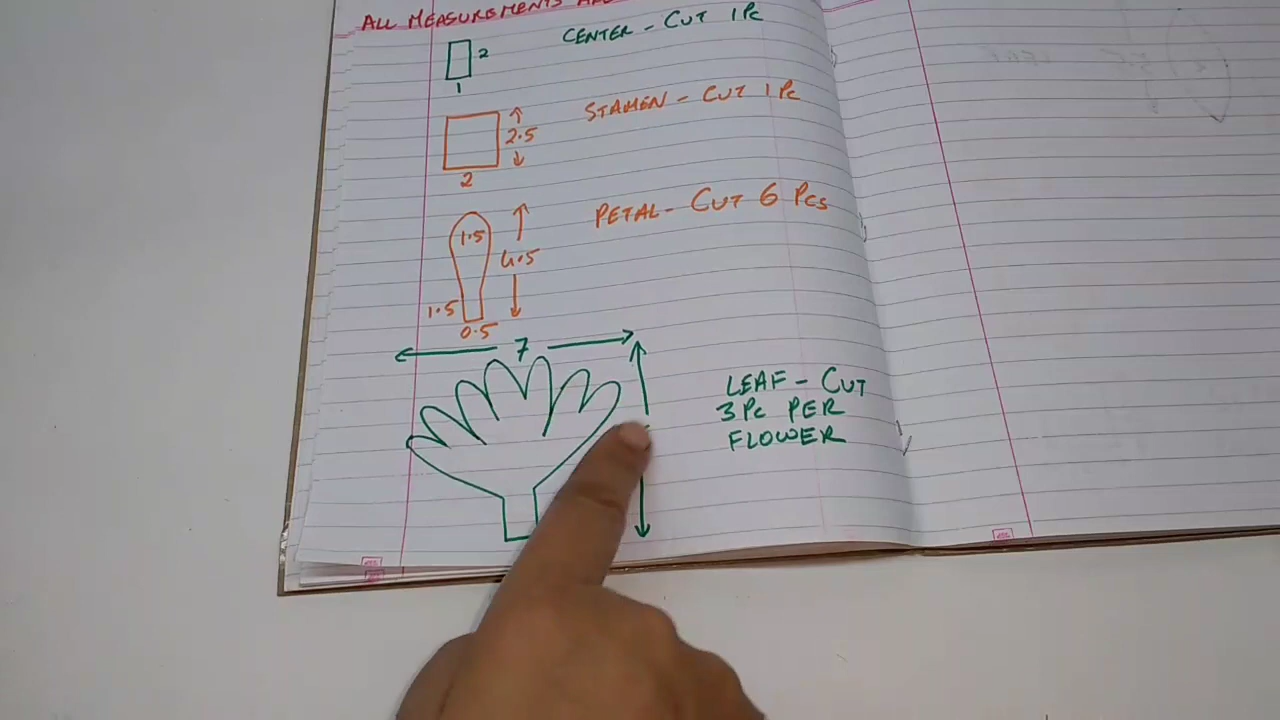 ALL MEASUREMENTS
CENTER - CUT 1 Pc
2
1
STAMEN - CUT 1 Pc
2.5
2
PETAL - CUT 6 Pcs
1.5
4.5
1.5
0.5
7
LEAF - CUT
3 Pc PER
FLOWER